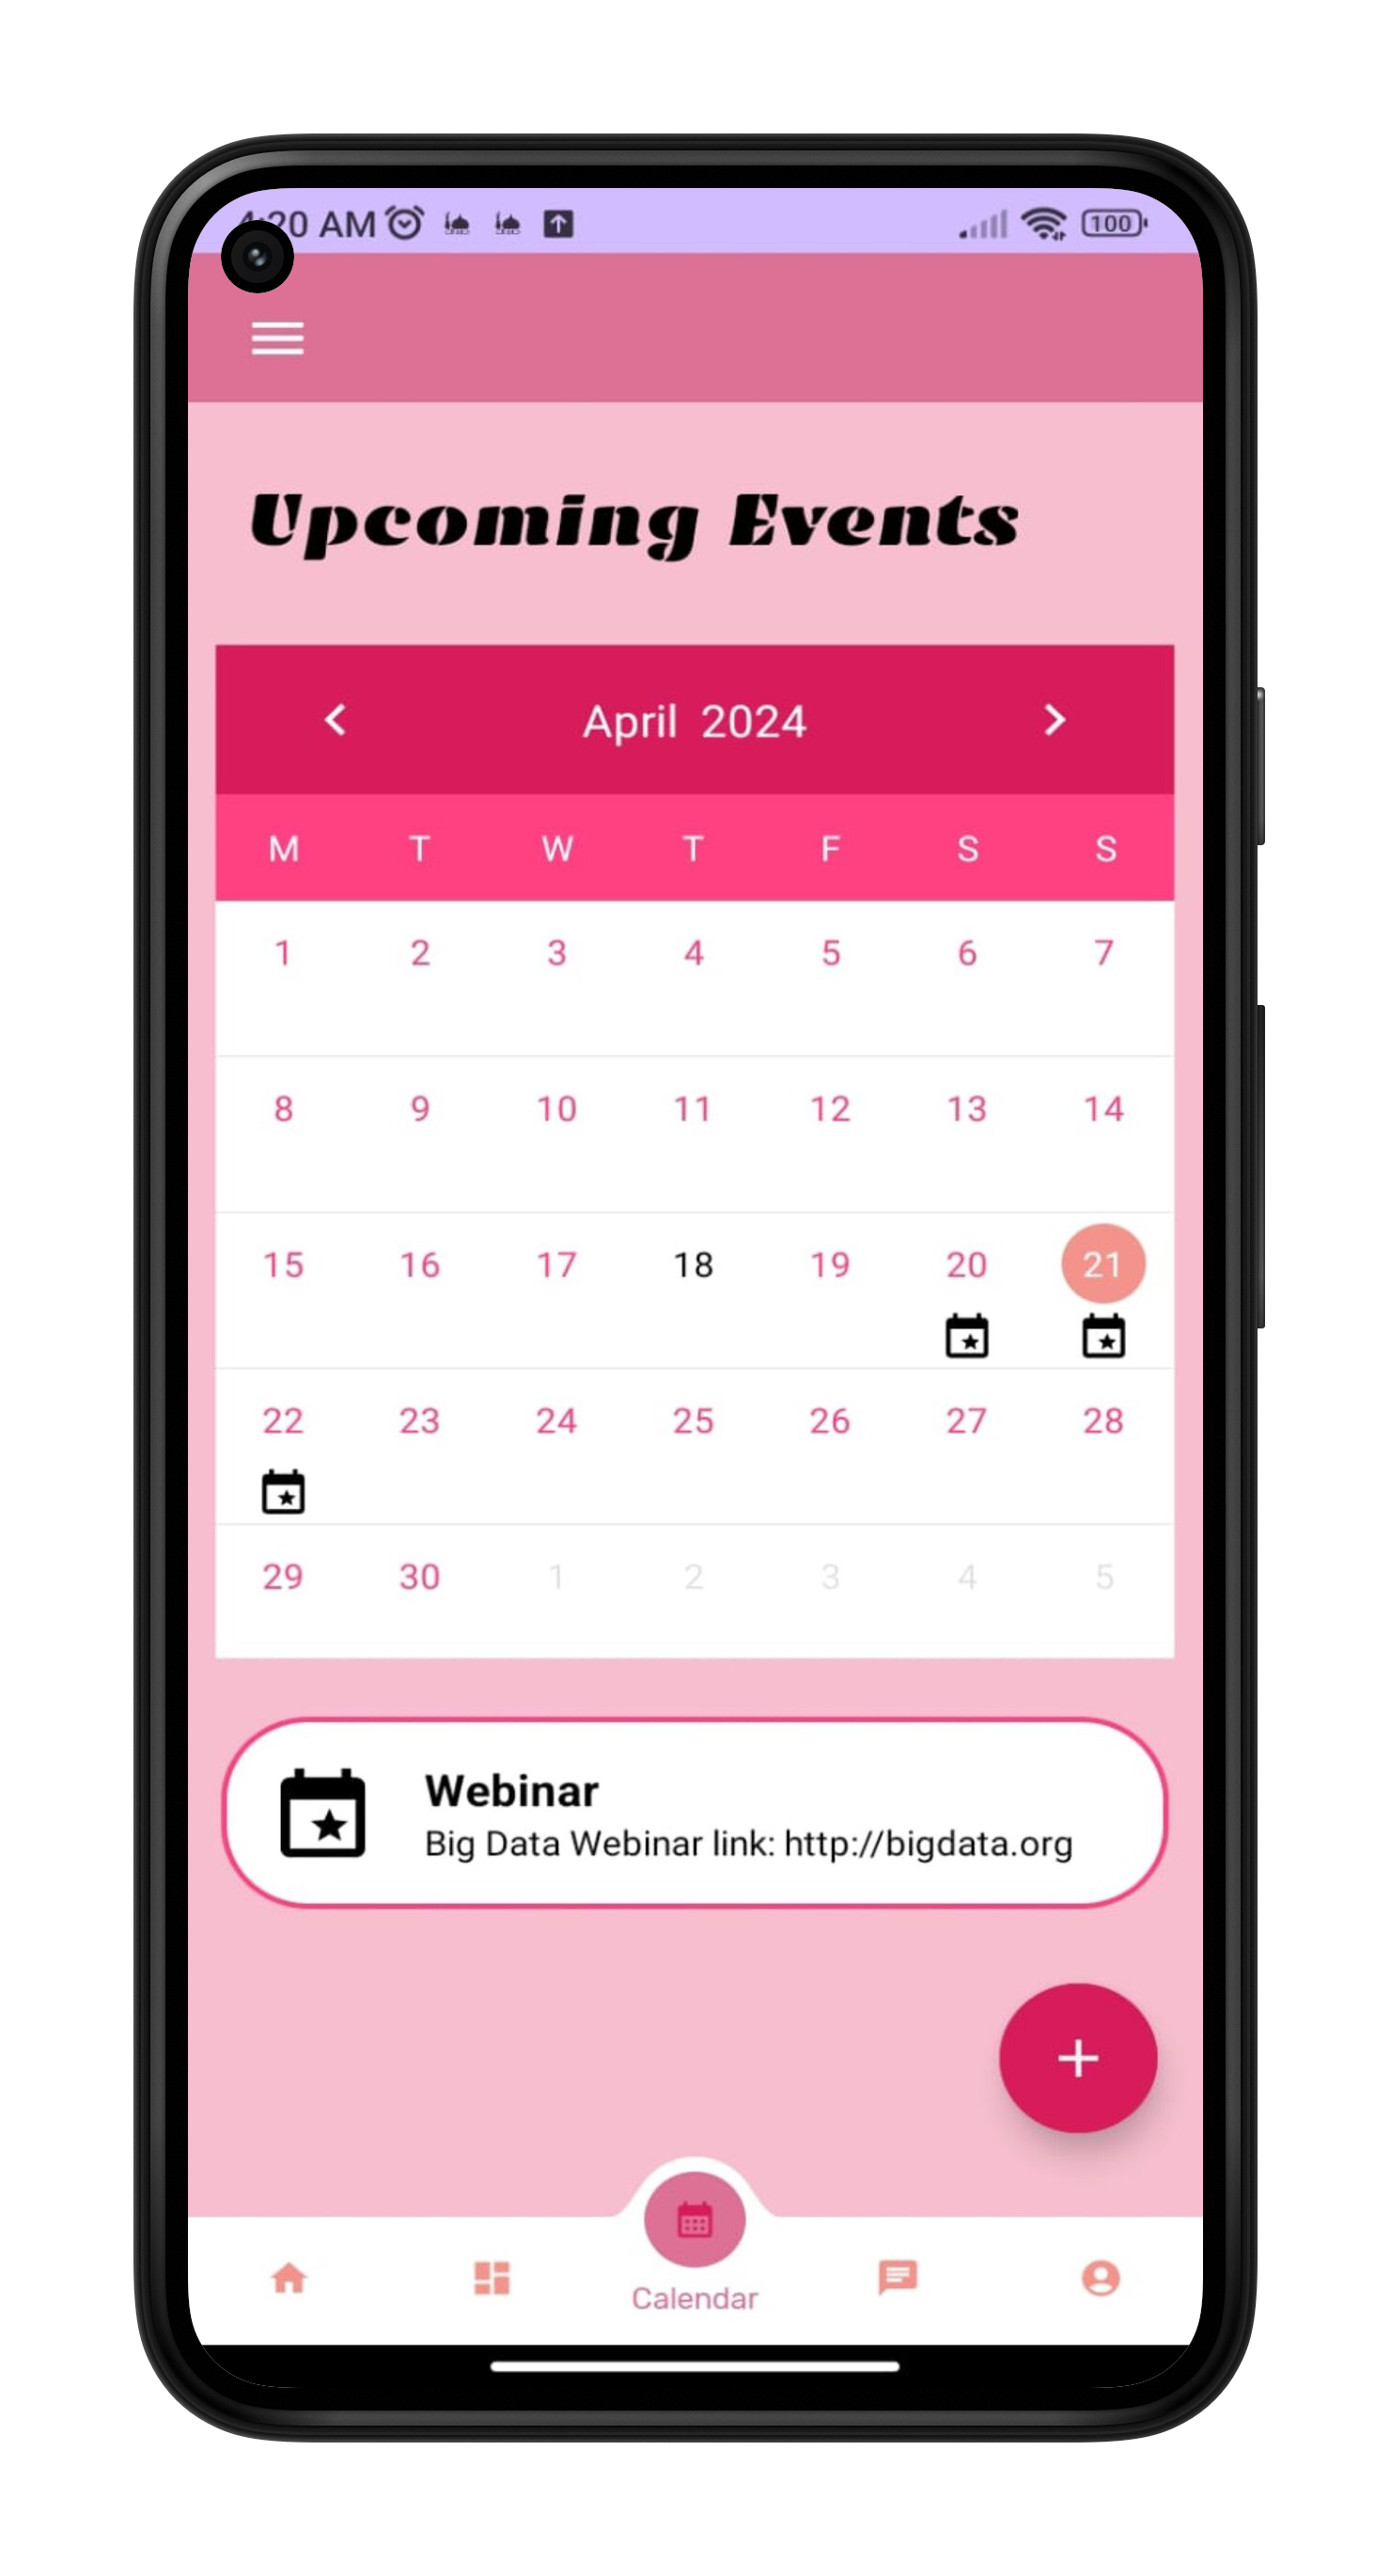 4:20 AM 100
Upcoming Events
April 2024
M T W T F S S
1 2 3 4 5 6 7
8 9 10 11 12 13 14
15 16 17 18 19 20 21
22 23 24 25 26 27 28
29 30 1 2 3 4 5
Webinar
Big Data Webinar link: http://bigdata.org
Calendar